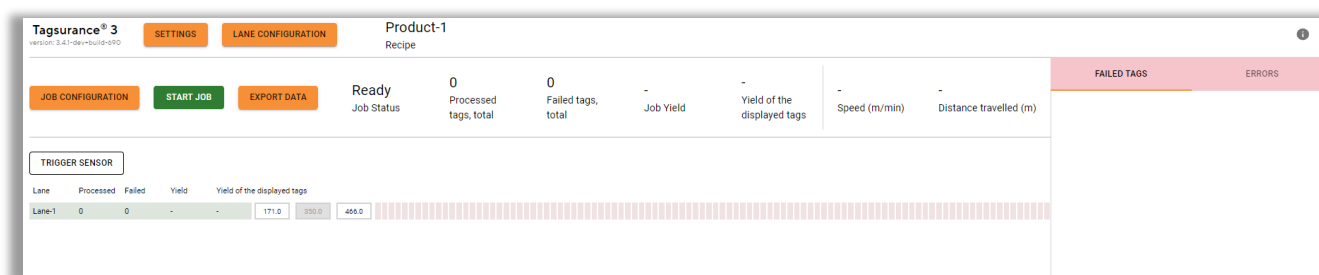 Tagsurance® 3
version: 3.4.1-dev+build-690
SETTINGS
LANE CONFIGURATION
Product-1
Recipe
JOB CONFIGURATION
START JOB
EXPORT DATA
Ready
Job Status
0
Processed
tags, total
0
Failed tags,
total
-
Job Yield
-
Yield of the
displayed tags
-
Speed (m/min)
-
Distance travelled (m)
FAILED TAGS
ERRORS
TRIGGER SENSOR
Lane Processed Failed Yield Yield of the displayed tags
Lane-1 0 0 - - 171.0 350.0 466.0